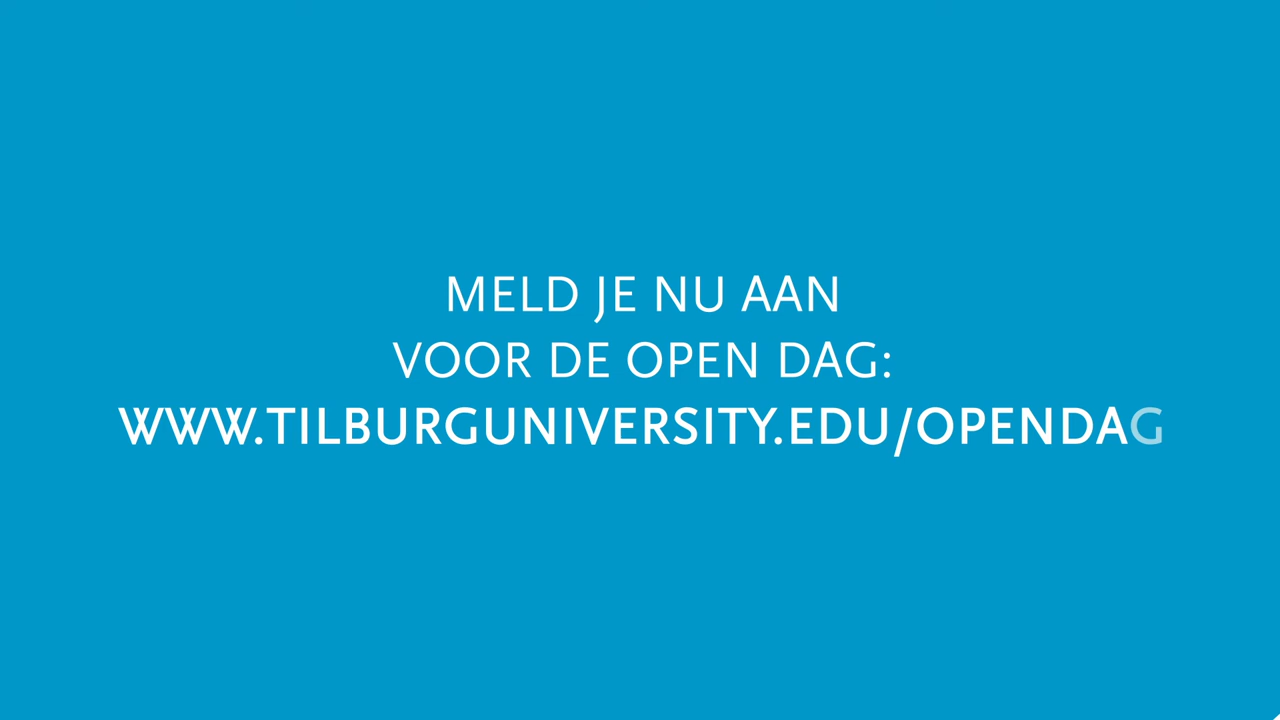 MELD JE NU AAN
VOOR DE OPEN DAG:
WWW.TILBURGUNIVERSITY.EDU/OPENDAG